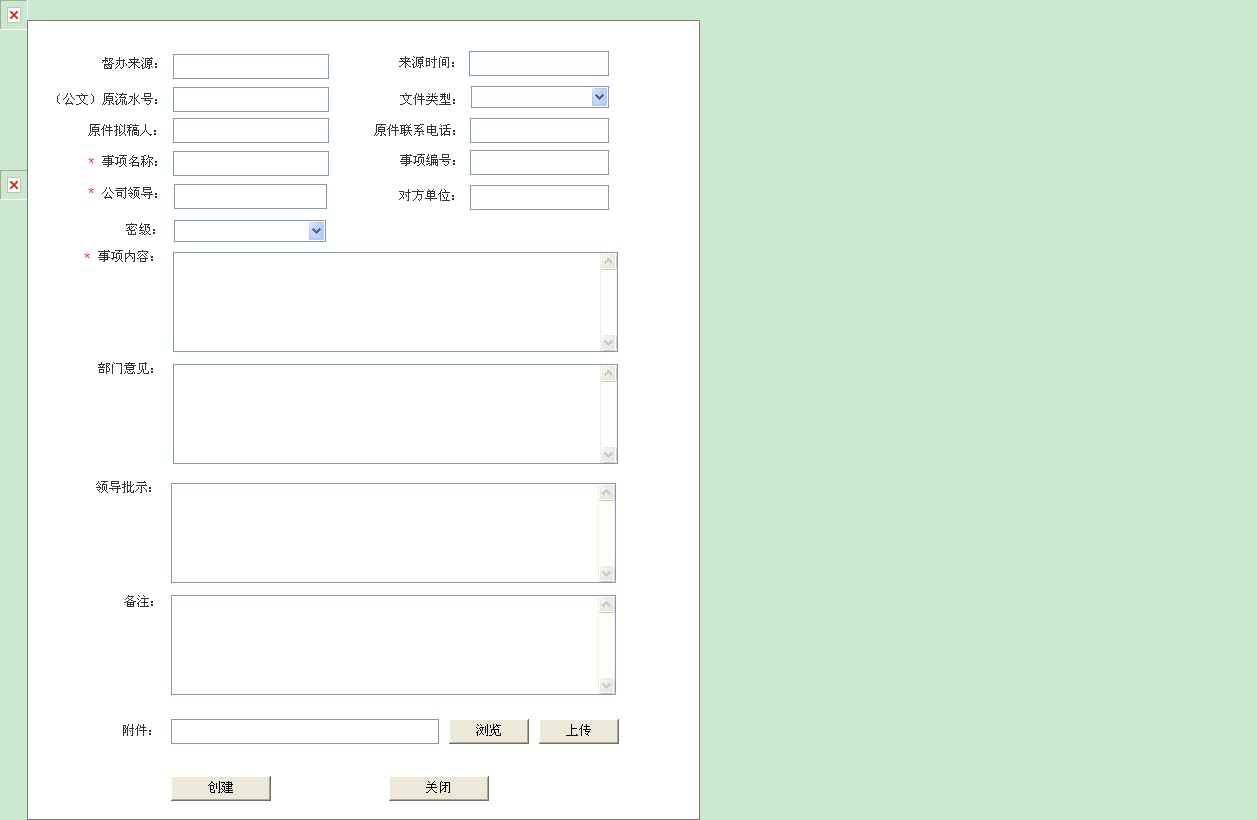 督办来源： 来源时间：
（公文）原流水号： 文件类型：
原件拟稿人： 原件联系电话：
* 事项名称： 事项编号：
* 公司领导： 对方单位：
密级：
* 事项内容：
部门意见：
领导批示：
备注：
附件： 浏览 上传
创建 关闭